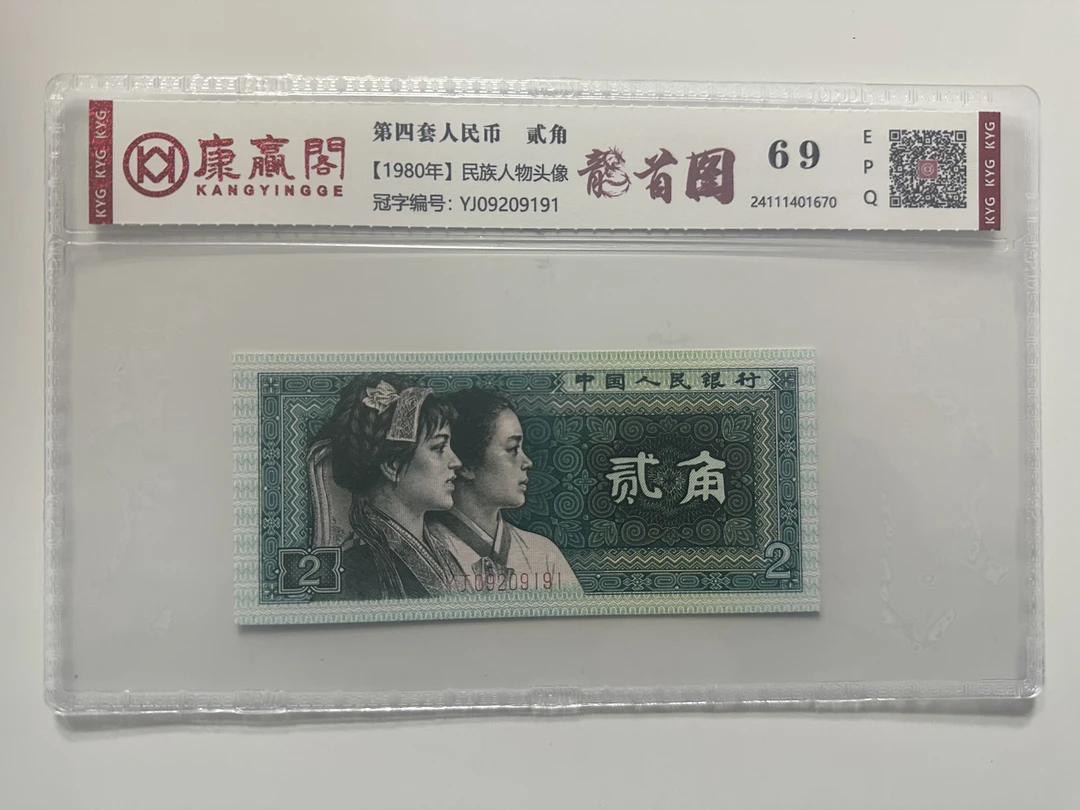 KYG KYG KYG
康赢阁
KANGYINGGE
第四套人民币 贰角
【1980年】民族人物头像
冠字编号：YJ09209191
龍首图
69
24111401670
EPQ
KYG KYG KYG
中国人民银行
贰角
2
2
YJ09209191